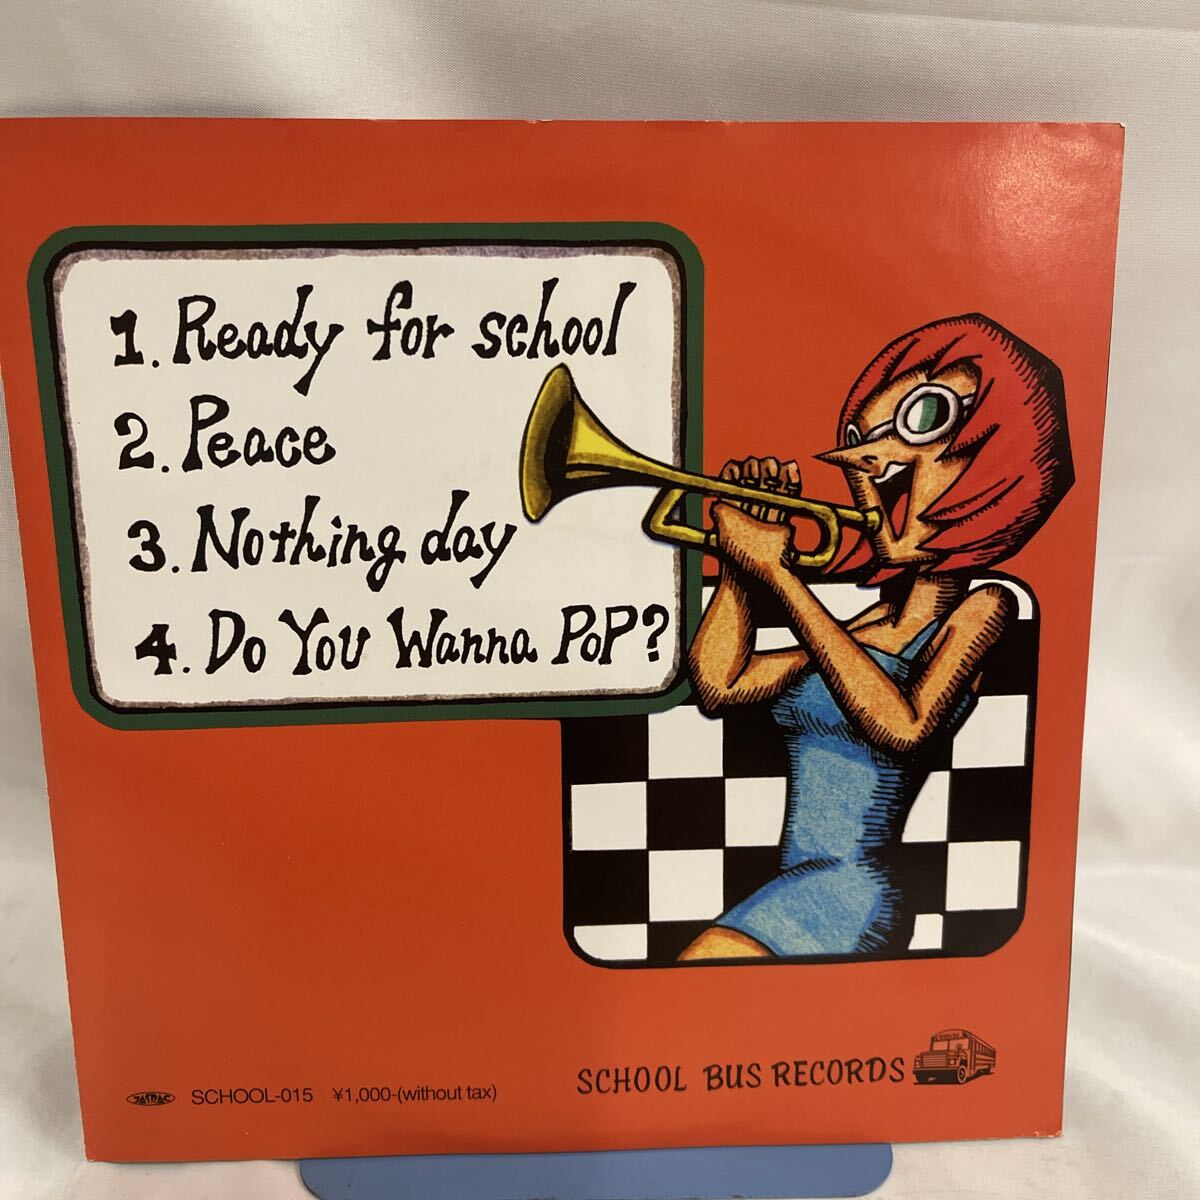 1. Ready for school
2. Peace
3. Nothing day
4. Do You Wanna PoP?
SCHOOL BUS RECORDS
JASRAC SCHOOL-015 ¥1,000-(without tax)